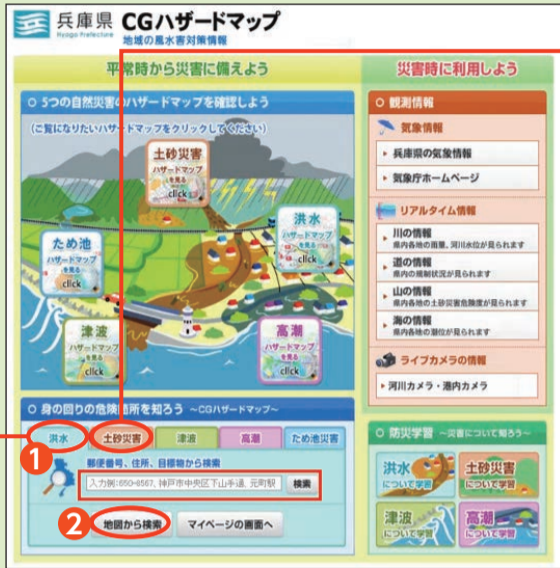 兵庫県 CGハザードマップ
Hyogo Prefecture 地域の風水害対策情報
平常時から災害に備えよう
5つの自然災害のハザードマップを確認しよう
(ご覧になりたいハザードマップをクリックしてください)
土砂災害
ハザードマップ
を見る
click
洪水
ハザードマップ
を見る
click
ため池
ハザードマップ
を見る
click
津波
ハザードマップ
を見る
click
高潮
ハザードマップ
を見る
click
身の回りの危険箇所を知ろう ～CGハザードマップ～
洪水 土砂災害 津波 高潮 ため池災害
1
郵便番号、住所、目標物から検索
入力例:650-8567, 神戸市中央区下山手通, 元町駅 検索
2 地図から検索 マイページの画面へ
災害時に利用しよう
観測情報
気象情報
兵庫県の気象情報
気象庁ホームページ
リアルタイム情報
川の情報
県内各地の雨量、河川水位が見られます
道の情報
県内の規制状況が見られます
山の情報
県内各地の土砂災害危険度が見られます
海の情報
県内各地の潮位が見られます
ライブカメラの情報
河川カメラ・港内カメラ
防災学習 ～災害について知ろう～
洪水
について学習
土砂災害
について学習
津波
について学習
高潮
について学習